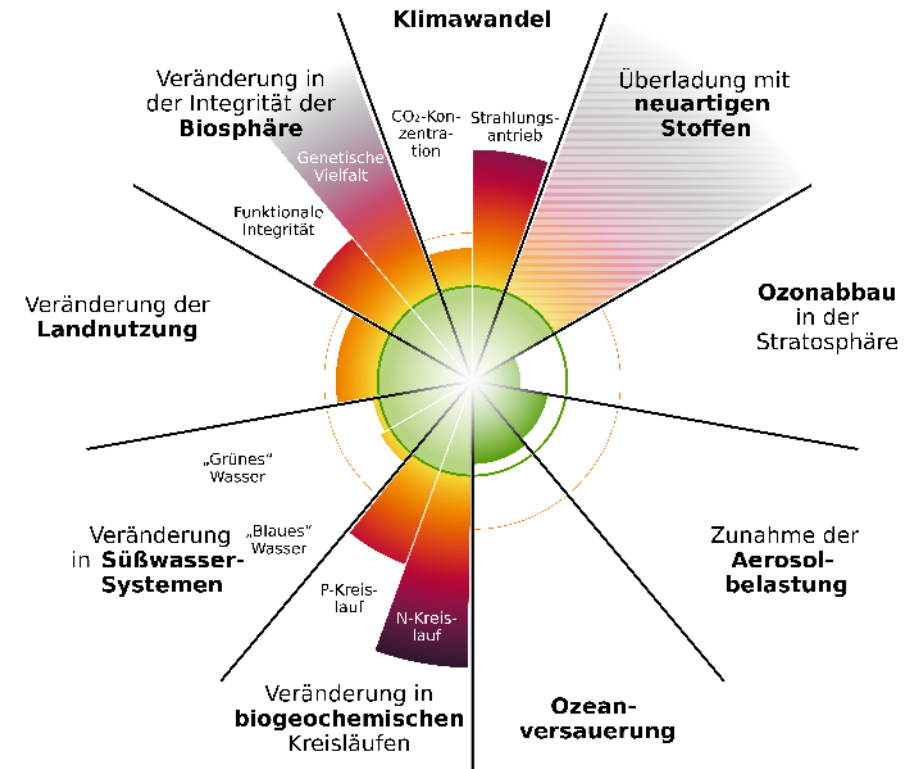 Klimawandel
CO₂-Kon-
zentra-
tion
Strahlungs-
antrieb
Überladung mit
neuartigen
Stoffen
Ozonabbau
in der
Stratosphäre
Zunahme der
Aerosol-
belastung
Ozean-
versauerung
Veränderung in
biogeochemischen
Kreisläufen
N-Kreis-
lauf
P-Kreis-
lauf
Veränderung
in Süßwasser-
Systemen
„Blaues“
Wasser
„Grünes“
Wasser
Veränderung der
Landnutzung
Veränderung in
der Integrität der
Biosphäre
Funktionale
Integrität
Genetische
Vielfalt